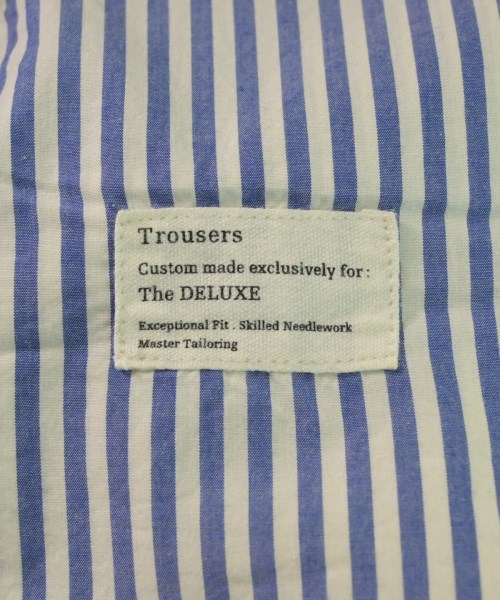 Trousers
Custom made exclusively for :
The DELUXE
Exceptional Fit . Skilled Needlework
Master Tailoring